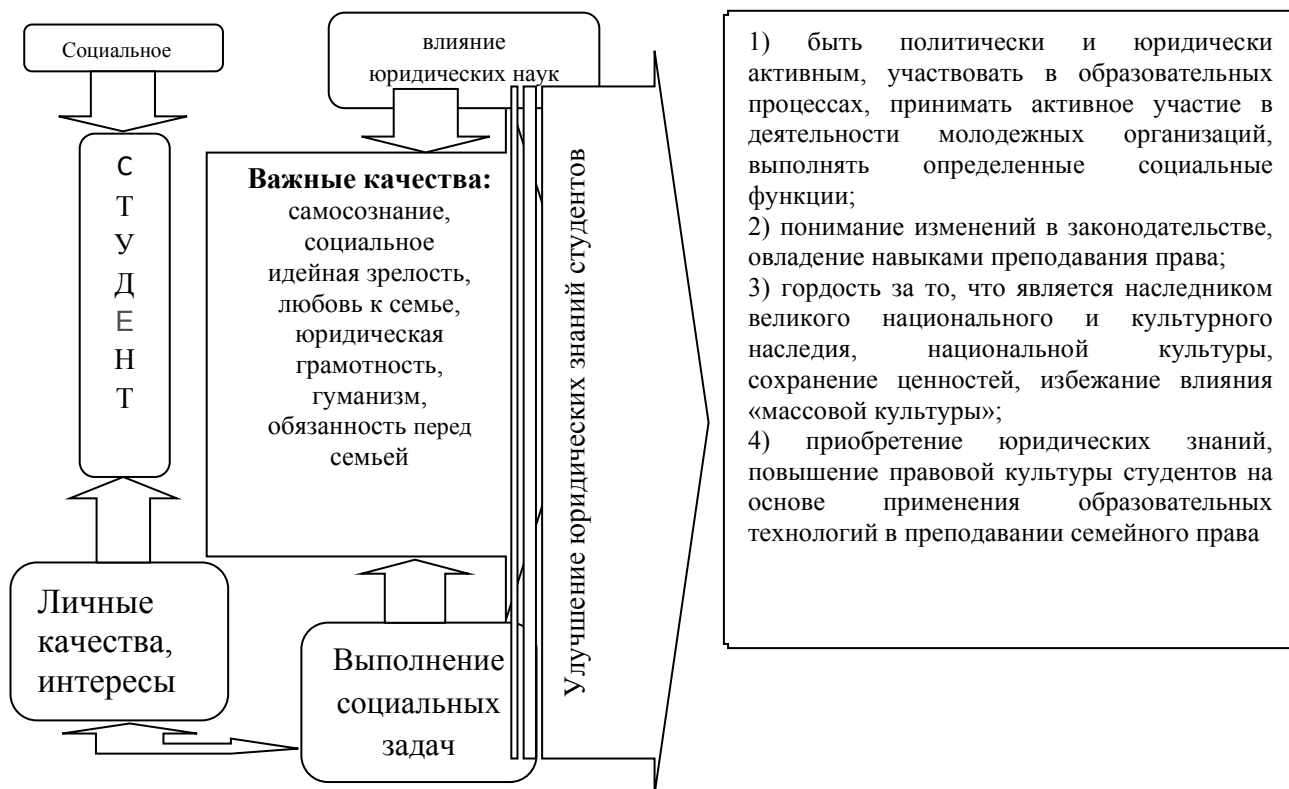 Социальное
С
Т
У
Д
Е
Н
Т
Личные
качества,
интересы
влияние
юридических наук
Важные качества:
самосознание,
социальное
идейная зрелость,
любовь к семье,
юридическая
грамотность,
гуманизм,
обязанность перед
семьей
Выполнение
социальных
задач
Улучшение юридических знаний студентов
1) быть политически и юридически
активным, участвовать в образовательных
процессах, принимать активное участие в
деятельности молодежных организаций,
выполнять определенные социальные
функции;
2) понимание изменений в законодательстве,
овладение навыками преподавания права;
3) гордость за то, что является наследником
великого национального и культурного
наследия, национальной культуры,
сохранение ценностей, избежание влияния
«массовой культуры»;
4) приобретение юридических знаний,
повышение правовой культуры студентов на
основе применения образовательных
технологий в преподавании семейного права